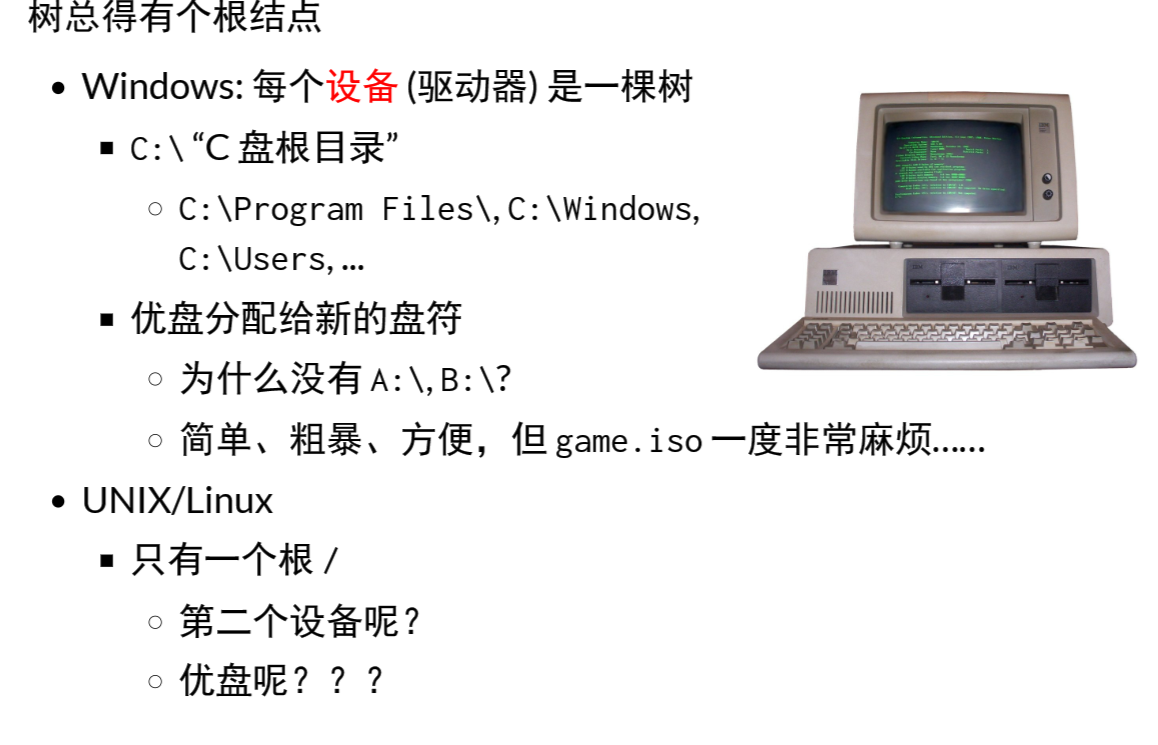 树总得有个根结点
• Windows: 每个设备 (驱动器) 是一棵树
▪ C:\ “C 盘根目录”
◦ C:\Program Files\, C:\Windows,
C:\Users, ...
▪ 优盘分配给新的盘符
◦ 为什么没有 A:\, B:\?
◦ 简单、粗暴、方便，但 game.iso 一度非常麻烦……
• UNIX/Linux
▪ 只有一个根 /
◦ 第二个设备呢？
◦ 优盘呢？？？